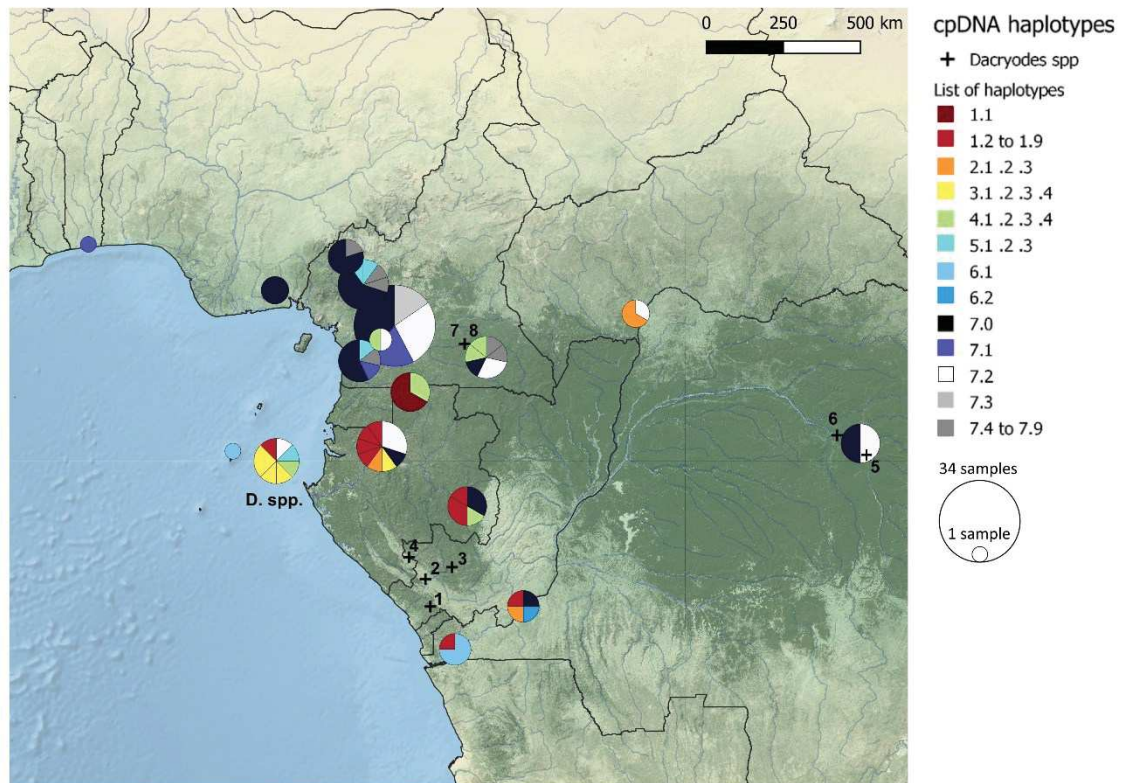 0 250 500 km
7 8
6
5
D. spp.
4
3
2
1
cpDNA haplotypes
+ Dacryodes spp
List of haplotypes
1.1
1.2 to 1.9
2.1 .2 .3
3.1 .2 .3 .4
4.1 .2 .3 .4
5.1 .2 .3
6.1
6.2
7.0
7.1
7.2
7.3
7.4 to 7.9
34 samples
1 sample